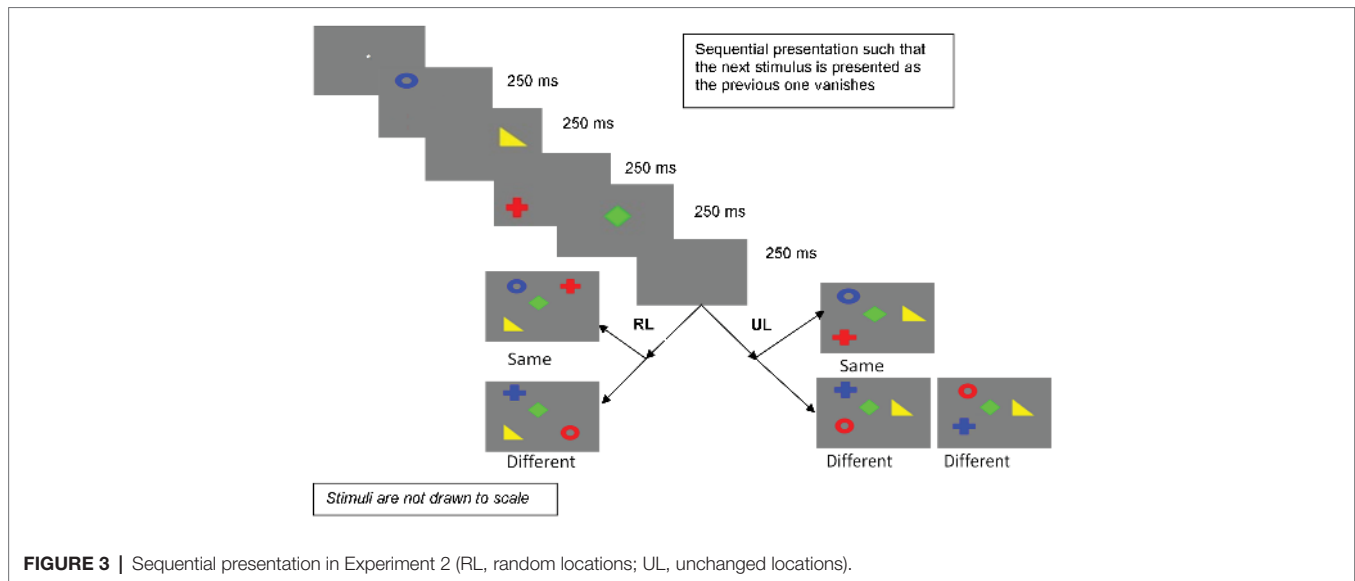 Sequential presentation such that
the next stimulus is presented as
the previous one vanishes
250 ms
250 ms
250 ms
250 ms
250 ms
RL
UL
Same
Same
Different
Different
Different
Stimuli are not drawn to scale
FIGURE 3 | Sequential presentation in Experiment 2 (RL, random locations; UL, unchanged locations).